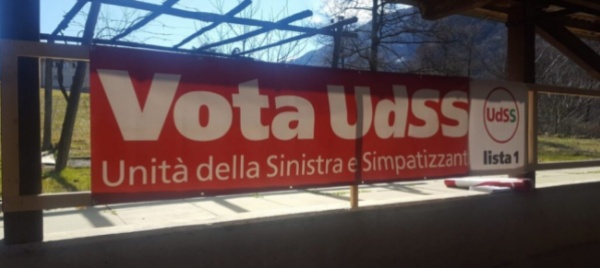 Vota UdSS
Unità della Sinistra e Simpatizzanti
UdSS
lista 1